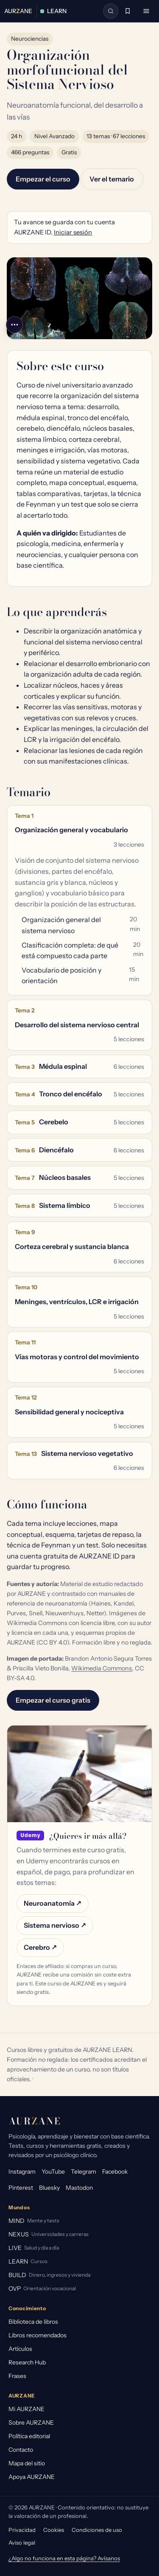 AURZANE LEARN
Neurociencias
Organización
morfofuncional del
Sistema Nervioso
Neuroanatomía funcional, del desarrollo a
las vías
24 h
Nivel Avanzado
13 temas · 67 lecciones
466 preguntas
Gratis
Empezar el curso
Ver el temario
Tu avance se guarda con tu cuenta
AURZANE ID. Iniciar sesión
Sobre este curso
Curso de nivel universitario avanzado
que recorre la organización del sistema
nervioso tema a tema: desarrollo,
médula espinal, tronco del encéfalo,
cerebelo, diencéfalo, núcleos basales,
sistema límbico, corteza cerebral,
meninges e irrigación, vías motoras,
sensibilidad y sistema vegetativo. Cada
tema reúne un material de estudio
completo, mapa conceptual, esquema,
tablas comparativas, tarjetas, la técnica
de Feynman y un test que solo se cierra
al acertarlo todo.
A quién va dirigido: Estudiantes de
psicología, medicina, enfermería y
neurociencias, y cualquier persona con
base científica.
Lo que aprenderás
Describir la organización maciza y
funcional del sistema nervioso central
y periférico.
Relacionar el desarrollo embrionario con
la organización adulta de cada región.
Localizar núcleos, haces y áreas
corticales y explicar su función.
Recorrer las vías sensitivas, motoras y
vegetativas con sus relevos y cruces.
Explicar las meninges, la circulación del
LCR y la irrigación del encéfalo.
Relacionar las lesiones de cada región
con sus manifestaciones clínicas.
Temario
Tema 1
Organización general y vocabulario
3 lecciones
Visión de conjunto del sistema nervioso
(divisiones, partes del encéfalo,
sustancia gris y blanca, núcleos y
ganglios) y vocabulario básico para
describir la posición de las estructuras.
Organización general del
sistema nervioso
20
min
Clasificación completa: de qué
está compuesto cada parte
20
min
Vocabulario de posición y
orientación
15
min
Tema 2
Desarrollo del sistema nervioso central
5 lecciones
Tema 3 Médula espinal 6 lecciones
Tema 4 Tronco del encéfalo 5 lecciones
Tema 5 Cerebelo 5 lecciones
Tema 6 Diencéfalo 6 lecciones
Tema 7 Núcleos basales 5 lecciones
Tema 8 Sistema límbico 5 lecciones
Tema 9
Corteza cerebral y sustancia blanca
6 lecciones
Tema 10
Meninges, ventrículos, LCR e irrigación
5 lecciones
Tema 11
Vías motoras y control del movimiento
5 lecciones
Tema 12
Sensibilidad general y nociceptiva
5 lecciones
Tema 13 Sistema nervioso vegetativo
6 lecciones
Cómo funciona
Cada tema incluye lecciones, mapa
conceptual, esquema, tarjetas de repaso, la
técnica de Feynman y un test. Solo necesitas
una cuenta gratuita de AURZANE ID para
guardar tu progreso.
Fuentes y autoría: Material de estudio redactado
por AURZANE y contrastado con manuales de
referencia de neuroanatomía (Haines, Kandel,
Purves, Snell, Nieuwenhuys, Netter). Imágenes de
Wikimedia Commons con licencia libre, con su autor
y licencia en cada una, y esquemas propios de
AURZANE (CC BY 4.0). Formación libre y no reglada.
Imagen de portada: Brandon Antonio Segura Torres
& Priscilla Vieto Bonilla, Wikimedia Commons, CC
BY-SA 4.0.
Empezar el curso gratis
Udemy ¿Quieres ir más allá?
Cuando termines este curso gratis,
en Udemy encontrarás cursos en
español, de pago, para profundizar en
estos temas:
Neuroanatomía ↗
Sistema nervioso ↗
Cerebro ↗
Enlaces de afiliado: si compras un curso,
AURZANE recibe una comisión sin coste extra
para ti. Este curso de AURZANE es y seguirá
siendo gratis.
Cursos libres y gratuitos de AURZANE LEARN.
Formación no reglada: los certificados acreditan el
aprovechamiento de un curso, no son títulos
oficiales. ·
AURZANE
Psicología, aprendizaje y bienestar con base científica.
Tests, cursos y herramientas gratis, creados y
revisados por un psicólogo clínico.
Instagram YouTube Telegram Facebook
Pinterest Bluesky Mastodon
Mundos
MIND Mente y tests
NEXUS Universidades y carreras
LIVE Salud y día a día
LEARN Cursos
BUILD Dinero, ingresos y vivienda
OVP Orientación vocacional
Conocimiento
Biblioteca de libros
Libros recomendados
Artículos
Research Hub
Frases
AURZANE
Mi AURZANE
Sobre AURZANE
Política editorial
Contacto
Mapa del sitio
Apoya AURZANE
© 2026 AURZANE · Contenido orientativo: no sustituye
la valoración de un profesional.
Privacidad Cookies Condiciones de uso
Aviso legal
¿Algo no funciona en esta página? Avísanos